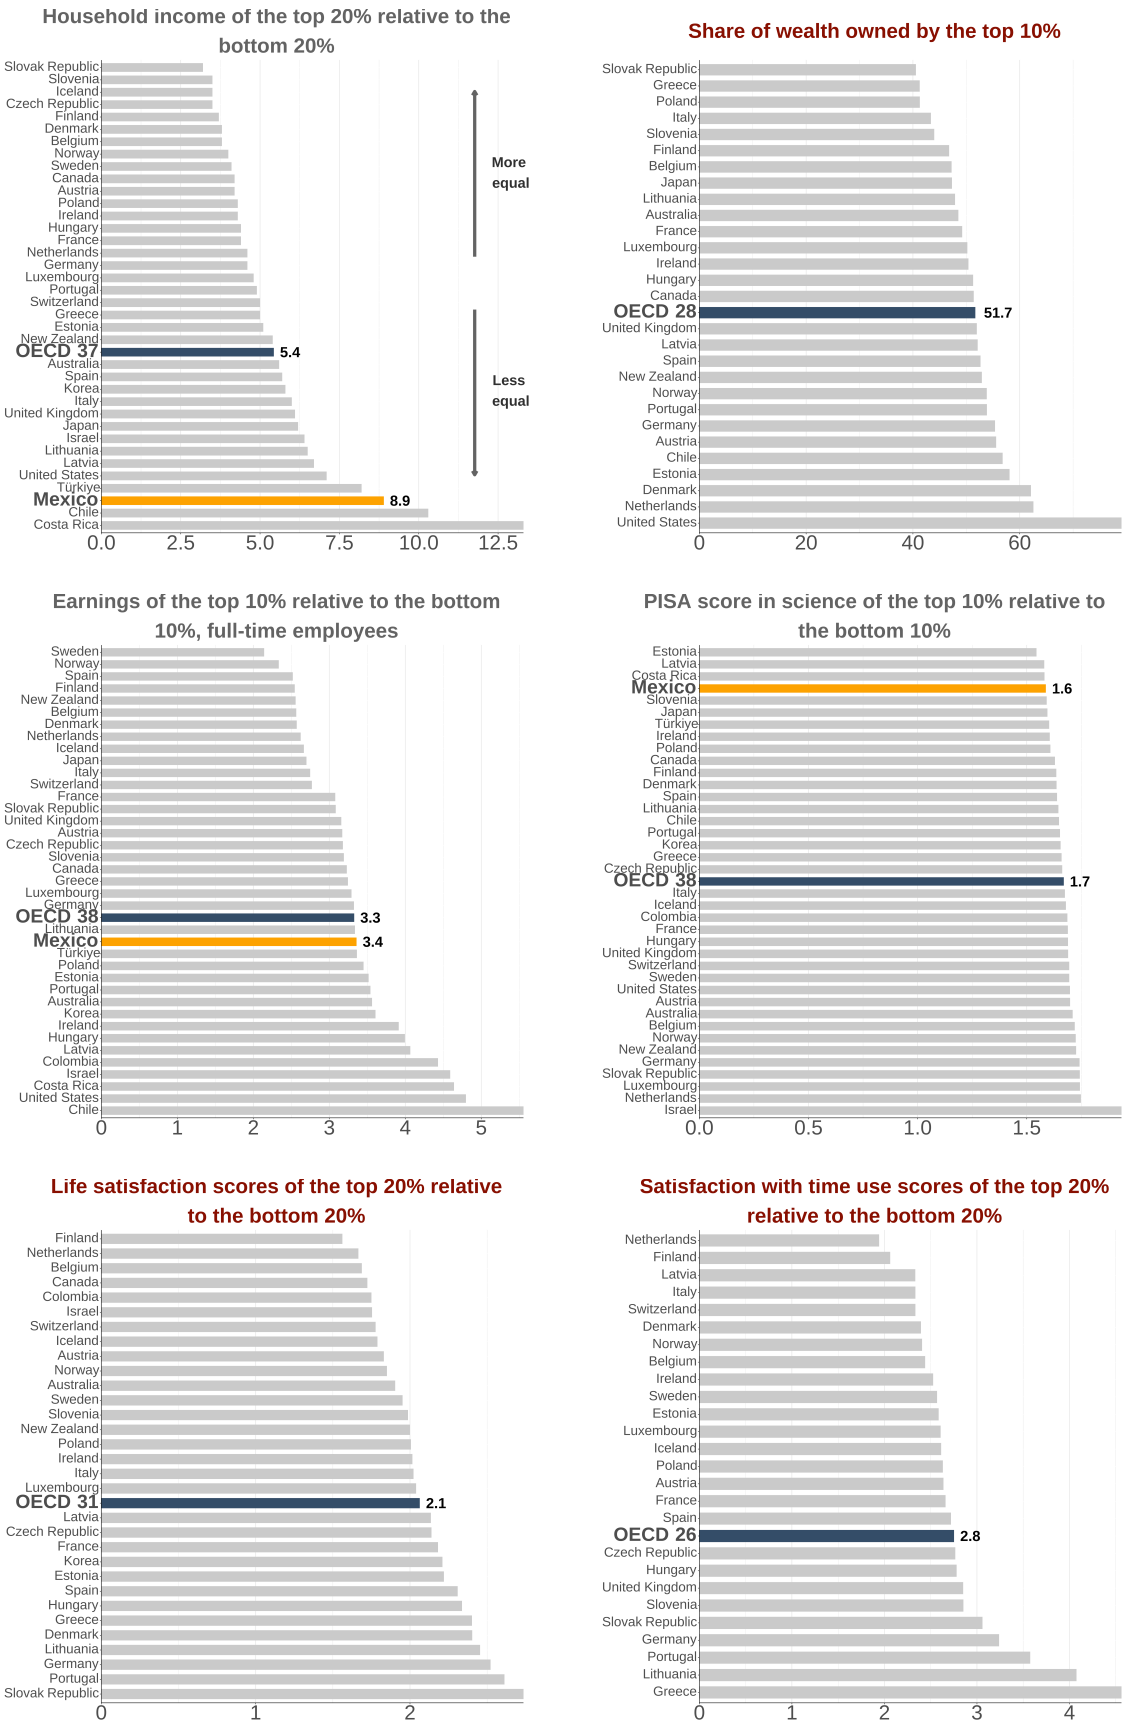 Household income of the top 20% relative to the
bottom 20%
Slovak Republic
Slovenia
Iceland
Czech Republic
Finland
Denmark
Belgium
Norway
Sweden
Canada
Austria
Poland
Ireland
Hungary
France
Netherlands
Germany
Luxembourg
Portugal
Switzerland
Greece
Estonia
New Zealand
OECD 37
5.4
Australia
Spain
Korea
Italy
United Kingdom
Japan
Israel
Lithuania
Latvia
United States
Türkiye
Mexico
8.9
Chile
Costa Rica
More
equal
Less
equal
0.0 2.5 5.0 7.5 10.0 12.5
Share of wealth owned by the top 10%
Slovak Republic
Greece
Poland
Italy
Slovenia
Finland
Belgium
Japan
Lithuania
Australia
France
Luxembourg
Ireland
Hungary
Canada
OECD 28
51.7
United Kingdom
Latvia
Spain
New Zealand
Norway
Portugal
Germany
Austria
Chile
Estonia
Denmark
Netherlands
United States
0 20 40 60
Earnings of the top 10% relative to the bottom
10%, full-time employees
Sweden
Norway
Spain
Finland
New Zealand
Belgium
Denmark
Netherlands
Iceland
Japan
Italy
Switzerland
France
Slovak Republic
United Kingdom
Austria
Czech Republic
Slovenia
Canada
Greece
Luxembourg
Germany
OECD 38
3.3
Lithuania
Mexico
3.4
Türkiye
Poland
Estonia
Portugal
Australia
Korea
Ireland
Hungary
Latvia
Colombia
Israel
Costa Rica
United States
Chile
0 1 2 3 4 5
PISA score in science of the top 10% relative to
the bottom 10%
Estonia
Latvia
Costa Rica
Mexico
1.6
Slovenia
Japan
Türkiye
Ireland
Poland
Canada
Finland
Denmark
Spain
Lithuania
Chile
Portugal
Korea
Greece
Czech Republic
OECD 38
1.7
Italy
Iceland
Colombia
France
Hungary
United Kingdom
Switzerland
Sweden
United States
Austria
Australia
Belgium
Norway
New Zealand
Germany
Slovak Republic
Luxembourg
Netherlands
Israel
0.0 0.5 1.0 1.5
Life satisfaction scores of the top 20% relative
to the bottom 20%
Finland
Netherlands
Belgium
Canada
Colombia
Israel
Switzerland
Iceland
Austria
Norway
Australia
Sweden
Slovenia
New Zealand
Poland
Ireland
Italy
Luxembourg
OECD 31
2.1
Latvia
Czech Republic
France
Korea
Estonia
Spain
Hungary
Greece
Denmark
Lithuania
Germany
Portugal
Slovak Republic
0 1 2
Satisfaction with time use scores of the top 20%
relative to the bottom 20%
Netherlands
Finland
Latvia
Italy
Switzerland
Denmark
Norway
Belgium
Ireland
Sweden
Estonia
Luxembourg
Iceland
Poland
Austria
France
Spain
OECD 26
2.8
Czech Republic
Hungary
United Kingdom
Slovenia
Slovak Republic
Germany
Portugal
Lithuania
Greece
0 1 2 3 4